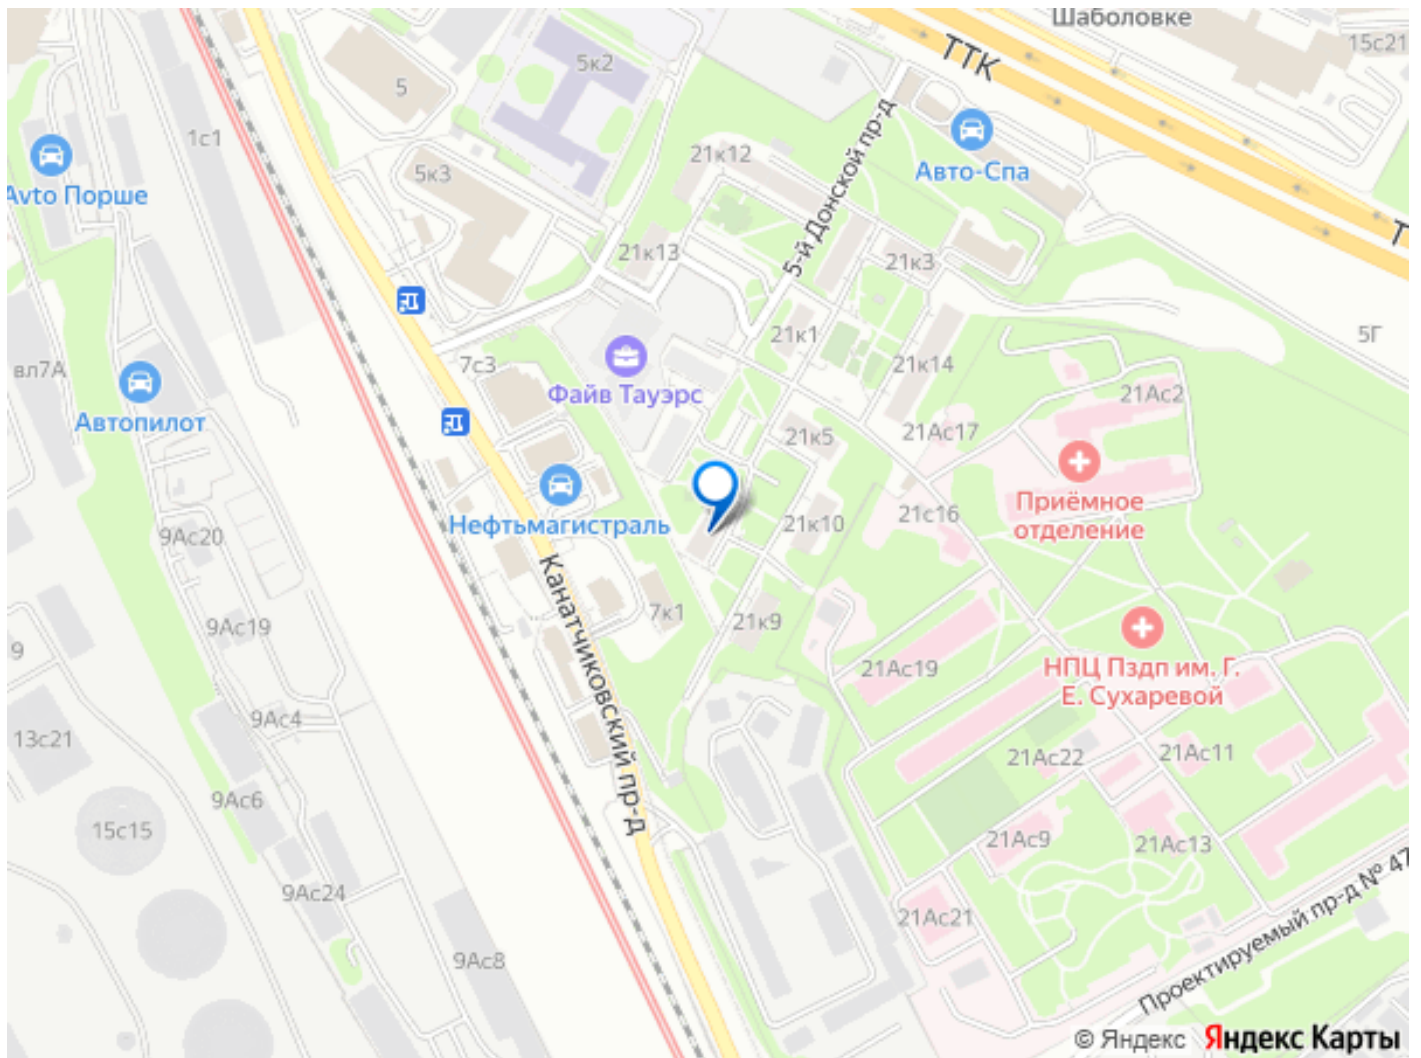 Шаболовке
15с21
ТТК
5к2
5
1с1
5-й Донской пр-д
Авто-Спа
21к12
5к3
Avto Порше
Т
21к13
21к3
5Г
21к1
7с3
21к14
вл7А
Файв Тауэрс
21Ас2
Автопилот
21к5
21Ас17
Приёмное
отделение
21с16
21к10
Нефтьмагистраль
9Ас20
Канатчиковский пр-д
7к1
21к9
9Ас19
9
21Ас19
НПЦ Пздп им. Г.
Е. Сухаревой
9Ас4
13с21
21Ас22
21Ас11
9Ас6
15с15
21Ас9
21Ас13
9Ас24
21Ас21
Проектируемый пр-д № 47
9Ас8
© Яндекс Яндекс Карты